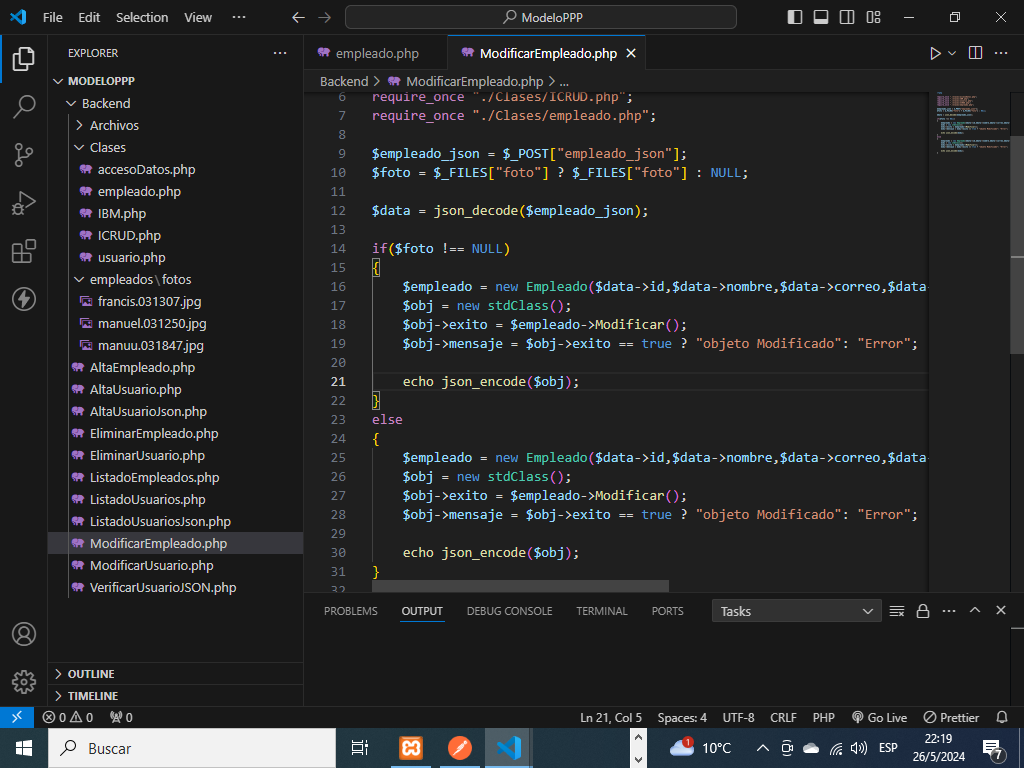 File Edit Selection View ··· ModeloPPP
EXPLORER ···
MODELOPPP
Backend
Archivos
Clases
accesoDatos.php
empleado.php
IBM.php
ICRUD.php
usuario.php
empleados\fotos
francis.031307.jpg
manuel.031250.jpg
manuu.031847.jpg
AltaEmpleado.php
AltaUsuario.php
AltaUsuarioJson.php
EliminarEmpleado.php
EliminarUsuario.php
ListadoEmpleados.php
ListadoUsuarios.php
ListadoUsuariosJson.php
ModificarEmpleado.php
ModificarUsuario.php
VerificarUsuarioJSON.php
OUTLINE
TIMELINE
empleado.php ModificarEmpleado.php
Backend > ModificarEmpleado.php > ...
6 require_once "./Clases/ICRUD.php";
7 require_once "./Clases/empleado.php";
8
9 $empleado_json = $_POST["empleado_json"];
10 $foto = $_FILES["foto"] ? $_FILES["foto"] : NULL;
11
12 $data = json_decode($empleado_json);
13
14 if($foto !== NULL)
15 {
16 $empleado = new Empleado($data->id,$data->nombre,$data->correo,$data-
17 $obj = new stdClass();
18 $obj->exito = $empleado->Modificar();
19 $obj->mensaje = $obj->exito == true ? "objeto Modificado": "Error";
20
21 echo json_encode($obj);
22 }
23 else
24 {
25 $empleado = new Empleado($data->id,$data->nombre,$data->correo,$data-
26 $obj = new stdClass();
27 $obj->exito = $empleado->Modificar();
28 $obj->mensaje = $obj->exito == true ? "objeto Modificado": "Error";
29
30 echo json_encode($obj);
31 }
32
PROBLEMS OUTPUT DEBUG CONSOLE TERMINAL PORTS Tasks
0 0 0 Ln 21, Col 5 Spaces: 4 UTF-8 CRLF PHP Go Live Prettier
Buscar 1 10°C ESP 22:19
26/5/2024 7